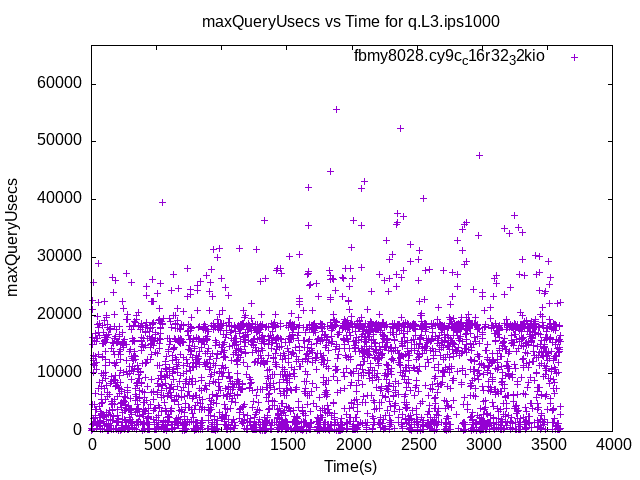 maxQueryUsecs vs Time for q.L3.ips1000
fbmy8028.cy9c_c16r32_32kio
maxQueryUsecs
60000
50000
40000
30000
20000
10000
0
0 500 1000 1500 2000 2500 3000 3500 4000
Time(s)